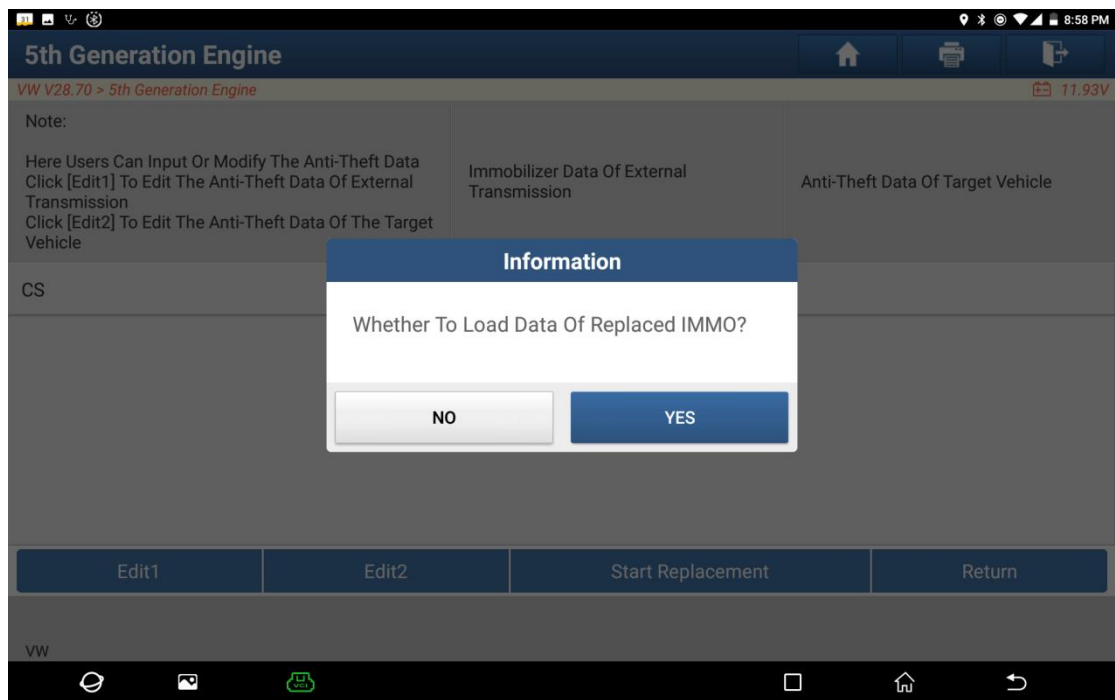 31
8:58 PM
5th Generation Engine
VW V28.70 > 5th Generation Engine
11.93V
Note:
Here Users Can Input Or Modify The Anti-Theft Data
Click [Edit1] To Edit The Anti-Theft Data Of External
Transmission
Click [Edit2] To Edit The Anti-Theft Data Of The Target
Vehicle
Immobilizer Data Of External
Transmission
Anti-Theft Data Of Target Vehicle
CS
Information
Whether To Load Data Of Replaced IMMO?
NO
YES
Edit1
Edit2
Start Replacement
Return
VW
VCI